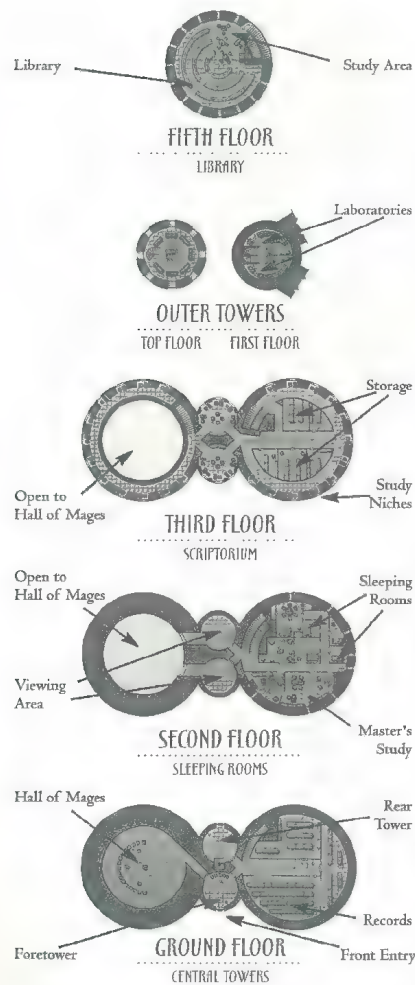 Library
Study Area
FIFTH FLOOR
LIBRARY
Laboratories
OUTER TOWERS
TOP FLOOR FIRST FLOOR
Storage
Open to
Hall of Mages
Study
Niches
THIRD FLOOR
SCRIPTORIUM
Open to
Hall of Mages
Sleeping
Rooms
Viewing
Area
Master's
Study
SECOND FLOOR
SLEEPING ROOMS
Hall of Mages
Rear
Tower
Records
Foretower
GROUND FLOOR
Front Entry
CENTRAL TOWERS